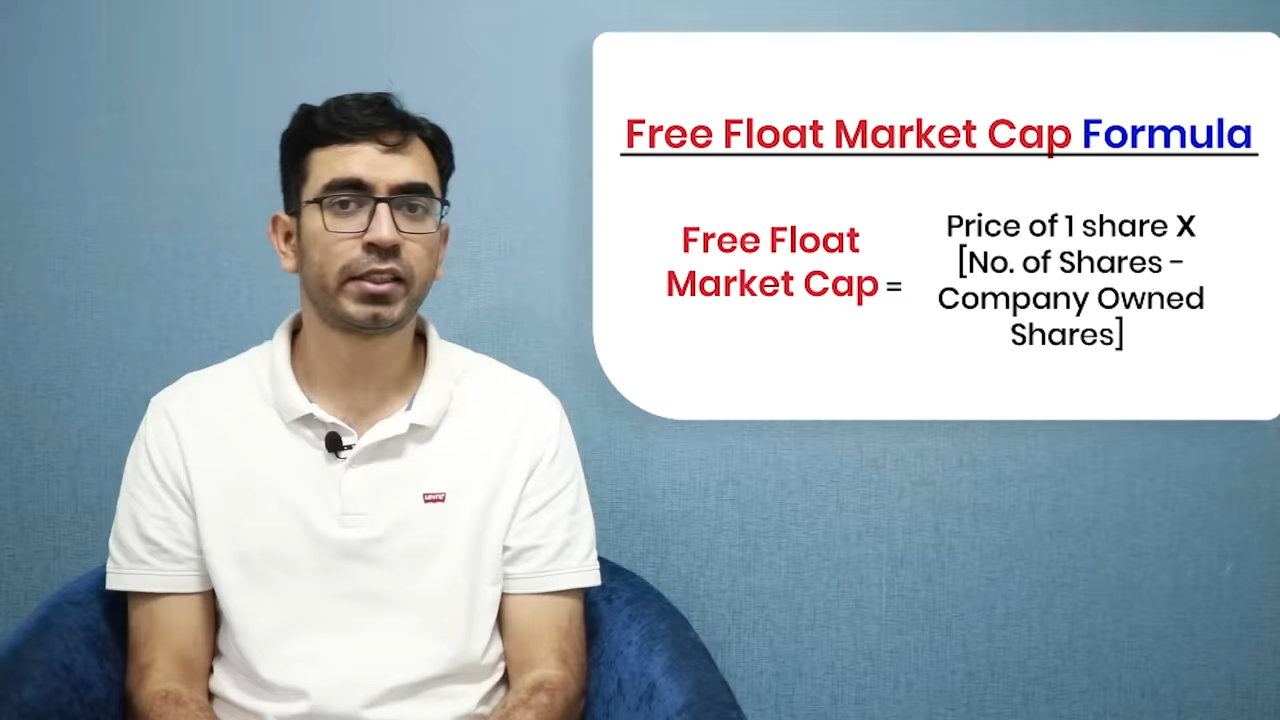 Free Float Market Cap Formula
Free Float
Market Cap =
Price of 1 share X
[No. of Shares -
Company Owned
Shares]
Levi's